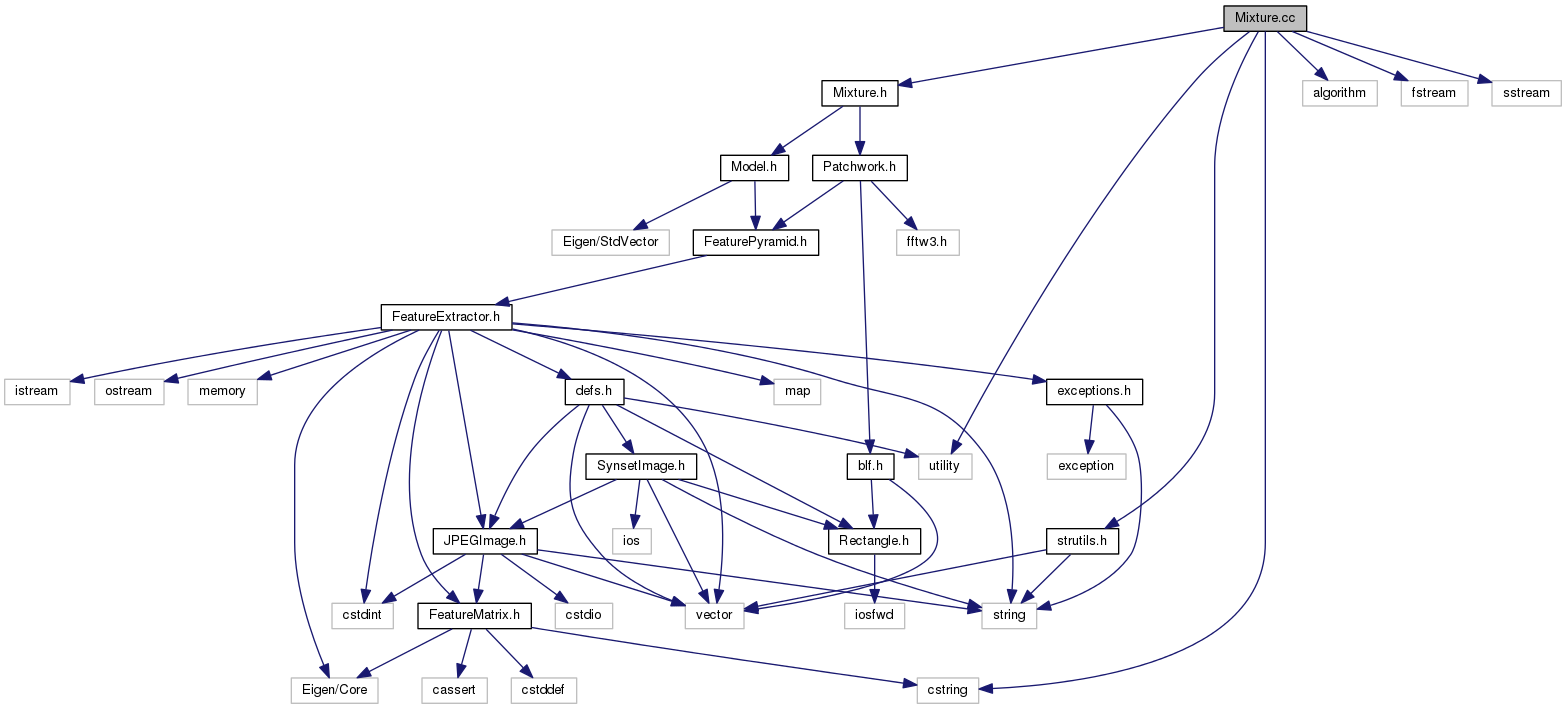 Mixture.cc
Mixture.h
algorithm
fstream
sstream
Model.h
Patchwork.h
Eigen/StdVector
FeaturePyramid.h
fftw3.h
FeatureExtractor.h
istream
ostream
memory
defs.h
map
exceptions.h
SynsetImage.h
blf.h
utility
exception
JPEGImage.h
ios
Rectangle.h
strutils.h
cstdint
FeatureMatrix.h
cstdio
vector
iosfwd
string
Eigen/Core
cassert
cstddef
cstring